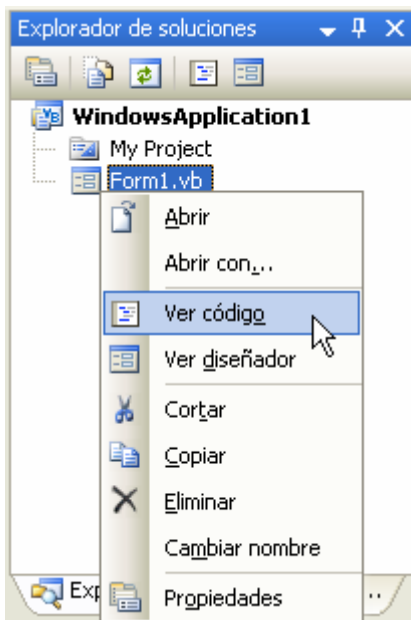 Explorador de soluciones
WindowsApplication1
My Project
Form1.vb
Abrir
Abrir con...
Ver código
Ver diseñador
Cortar
Copiar
Eliminar
Cambiar nombre
Propiedades